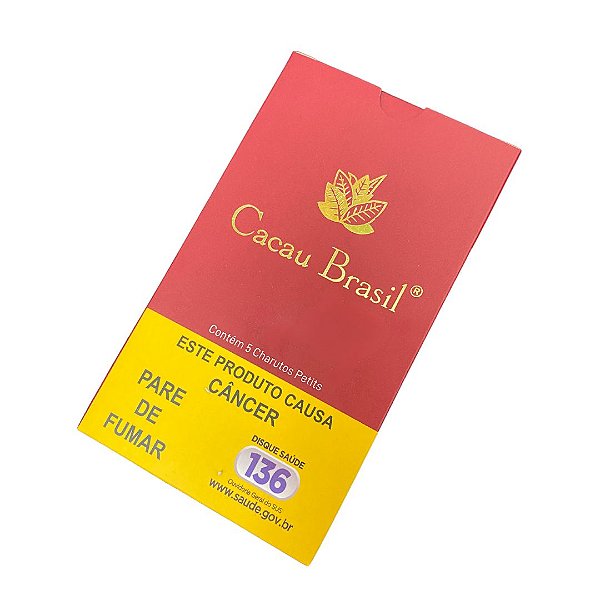 Cacau Brasil®
Contém 5 Charutos Petits
ESTE PRODUTO CAUSA
CÂNCER
PARE
DE
FUMAR
DISQUE SAÚDE
136
Ouvidoria Geral do SUS
www.saude.gov.br